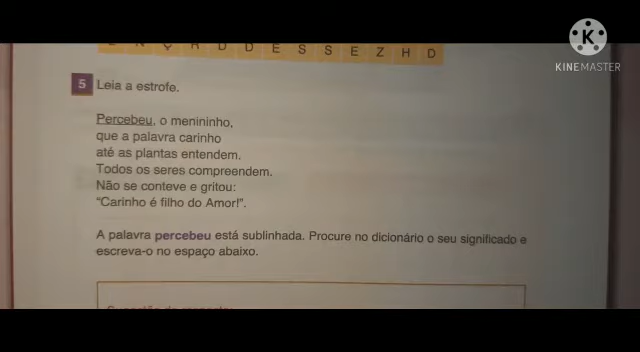 KINEMASTER
Ç R D D E S S E Z H D
5 Leia a estrofe.
Percebeu, o menininho,
que a palavra carinho
até as plantas entendem.
Todos os seres compreendem.
Não se conteve e gritou:
“Carinho é filho do Amor!”.
A palavra percebeu está sublinhada. Procure no dicionário o seu significado e
escreva-o no espaço abaixo.